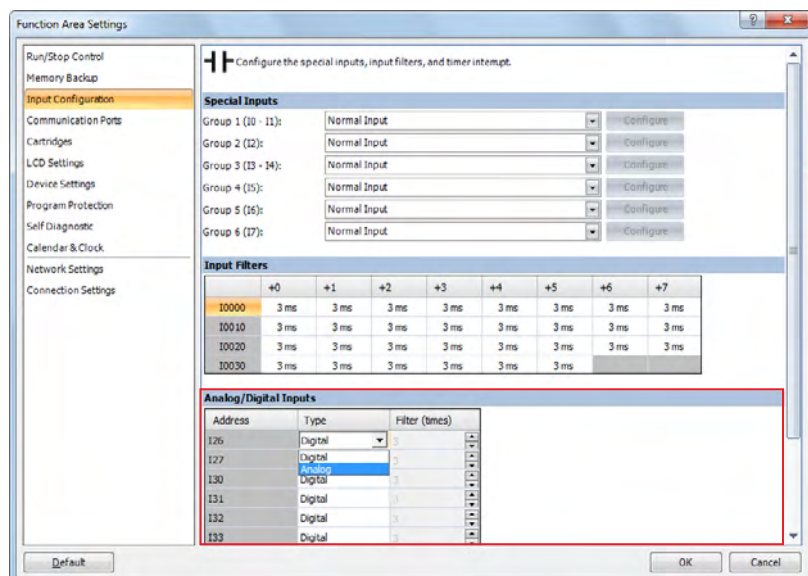 Function Area Settings
Run/Stop Control
Memory Backup
Input Configuration
Communication Ports
Cartridges
LCD Settings
Device Settings
Program Protection
Self Diagnostic
Calendar & Clock
Network Settings
Connection Settings
Configure the special inputs, input filters, and timer interrupt.
Special Inputs
Group 1 (I0 - I1): Normal Input Configure
Group 2 (I2): Normal Input Configure
Group 3 (I3 - I4): Normal Input Configure
Group 4 (I5): Normal Input Configure
Group 5 (I6): Normal Input Configure
Group 6 (I7): Normal Input Configure
Input Filters
+0 +1 +2 +3 +4 +5 +6 +7
I0000 3 ms 3 ms 3 ms 3 ms 3 ms 3 ms 3 ms 3 ms
I0010 3 ms 3 ms 3 ms 3 ms 3 ms 3 ms 3 ms 3 ms
I0020 3 ms 3 ms 3 ms 3 ms 3 ms 3 ms 3 ms 3 ms
I0030 3 ms 3 ms 3 ms 3 ms 3 ms 3 ms
Analog/Digital Inputs
Address Type Filter (times)
I26 Digital 3
I27 Digital 3
Analog
I30 Digital 3
I31 Digital 3
I32 Digital 3
I33 Digital 3
Default OK Cancel